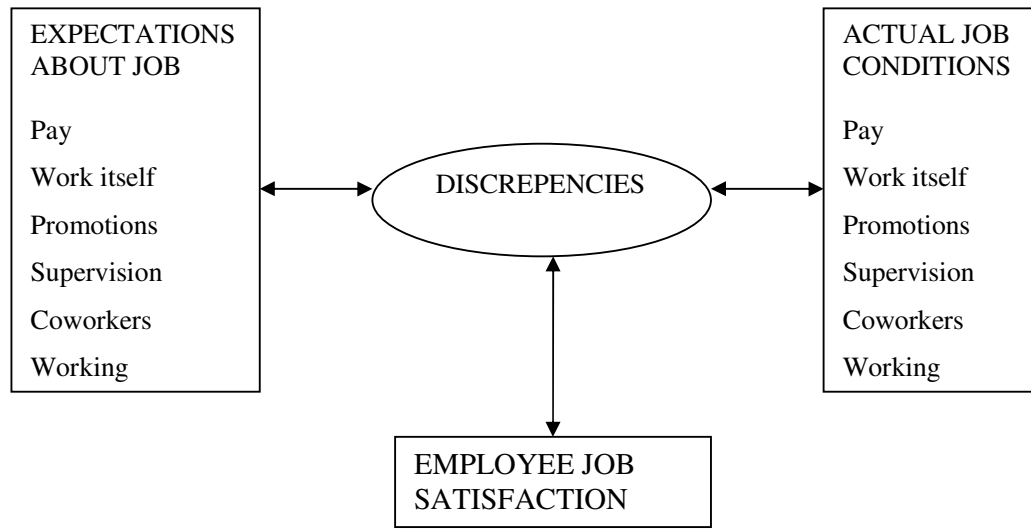 EXPECTATIONS
ABOUT JOB
Pay
Work itself
Promotions
Supervision
Coworkers
Working
DISCREPENCIES
ACTUAL JOB
CONDITIONS
Pay
Work itself
Promotions
Supervision
Coworkers
Working
EMPLOYEE JOB
SATISFACTION